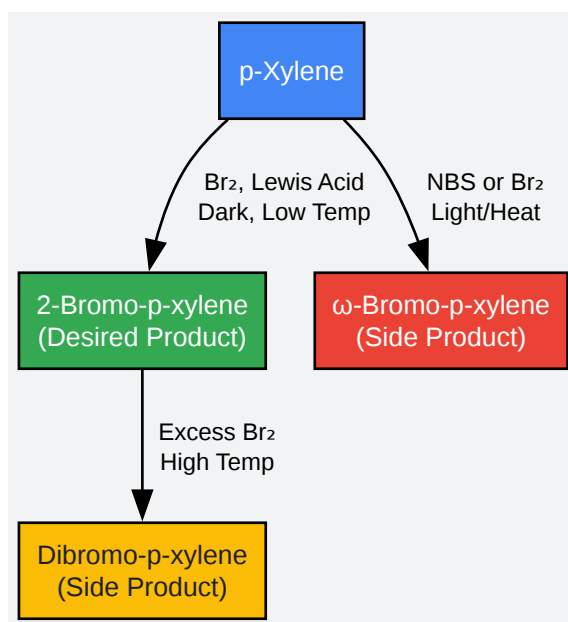 p-Xylene
Br₂, Lewis Acid
Dark, Low Temp
NBS or Br₂
Light/Heat
2-Bromo-p-xylene
(Desired Product)
ω-Bromo-p-xylene
(Side Product)
Excess Br₂
High Temp
Dibromo-p-xylene
(Side Product)